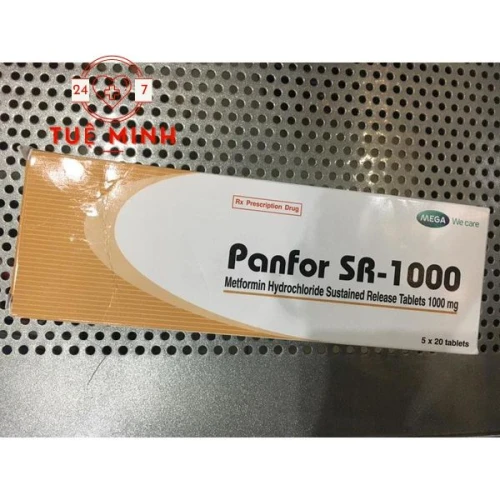 24 7
TUỆ MINH
Rx Prescription Drug
MEGA We care
Panfor SR-1000
Metformin Hydrochloride Sustained Release Tablets 1000 mg
5 x 20 tablets